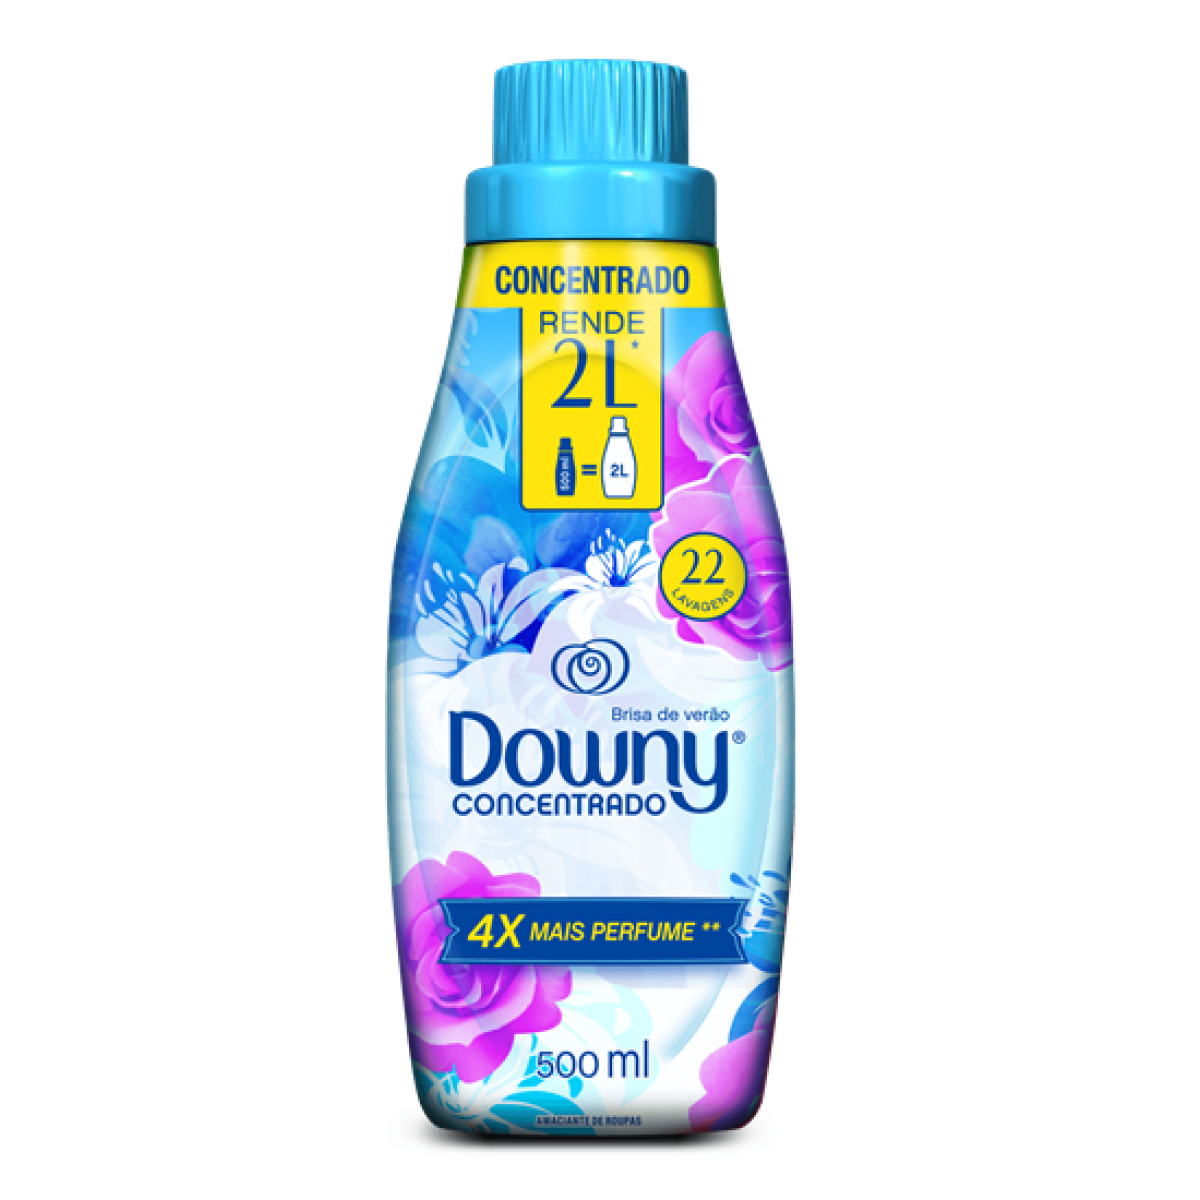 CONCENTRADO
RENDE
2L*
500 ml = 2L
22
LAVAGENS
Brisa de verão
Downy®
CONCENTRADO
4X MAIS PERFUME **
500 ml
AMACIANTE DE ROUPAS